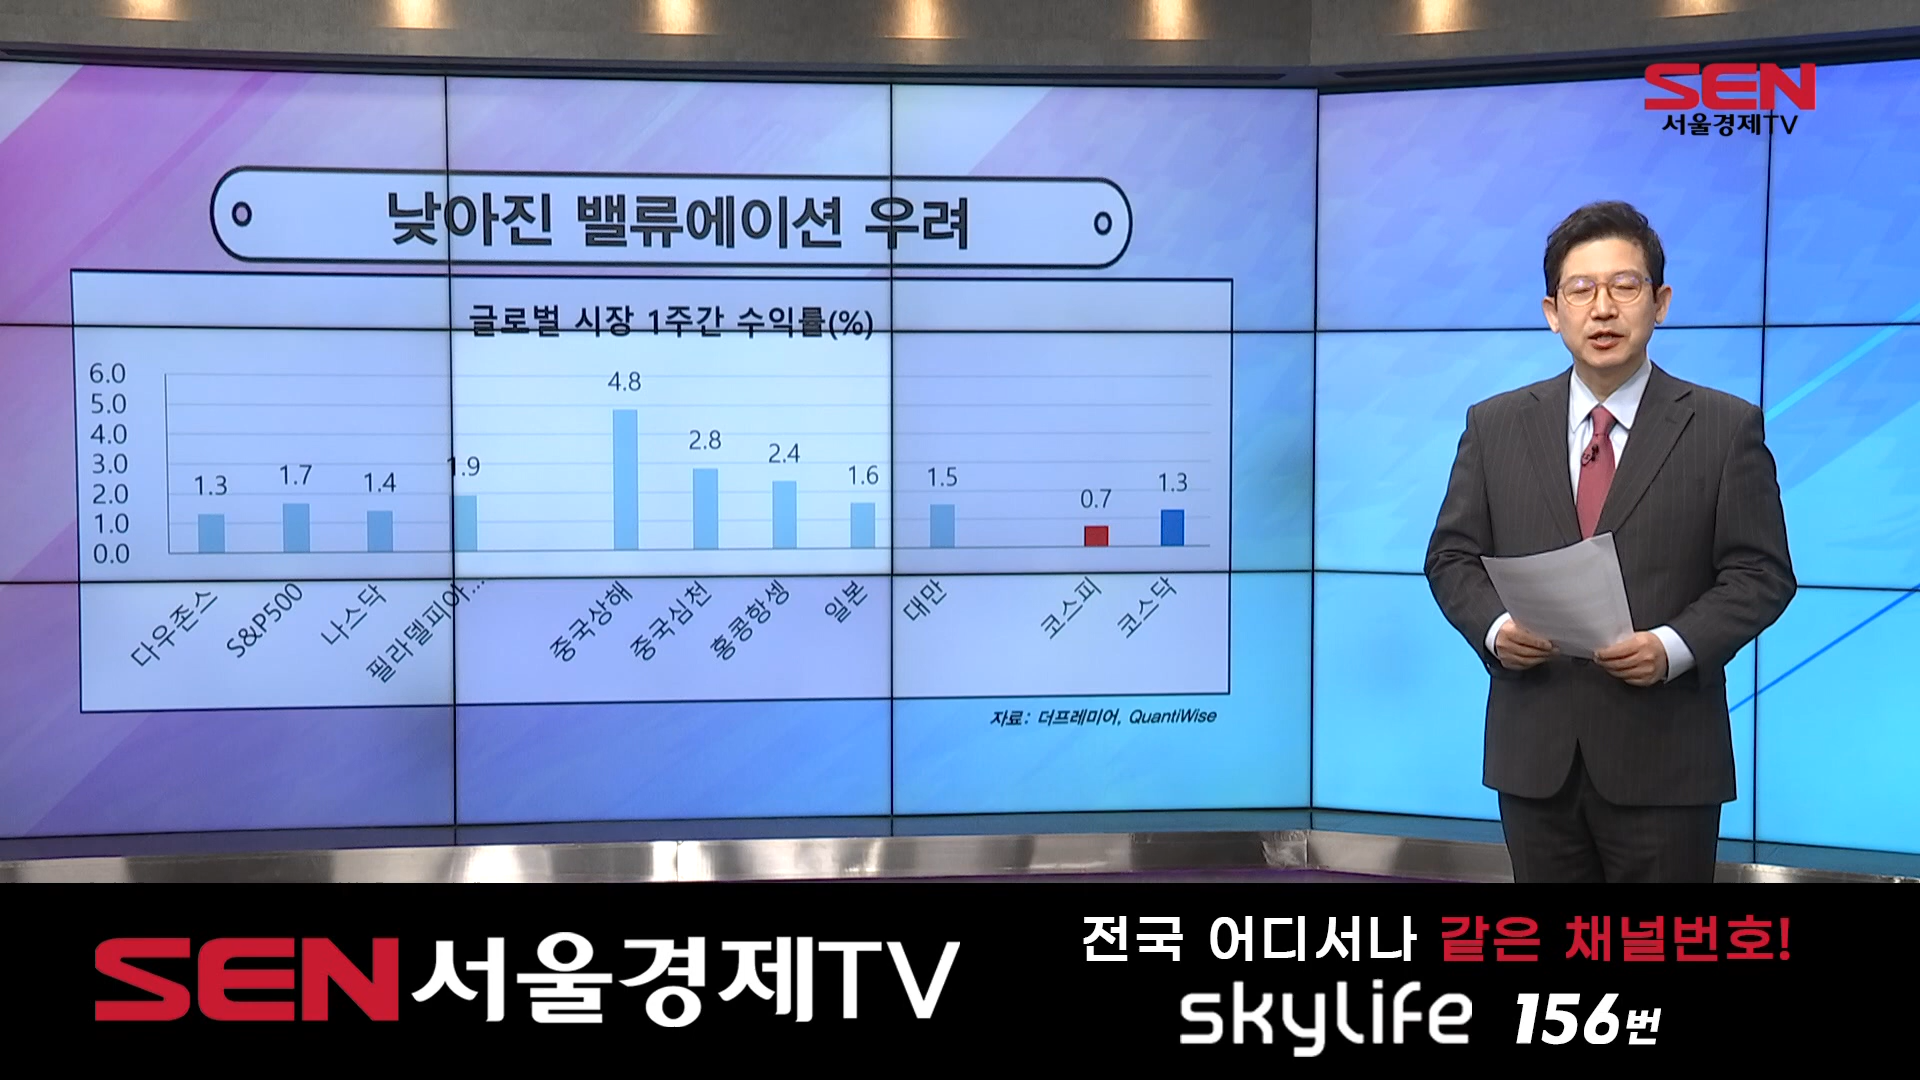 SEN
서울경제TV
낮아진 밸류에이션 우려
글로벌 시장 1주간 수익률(%)
6.0
5.0
4.0
3.0
2.0
1.0
0.0
1.3
1.7
1.4
1.9
4.8
2.8
2.4
1.6
1.5
0.7
1.3
다우존스
S&P500
나스닥
필라델피아...
중국상해
중국심천
홍콩항셍
일본
대만
코스피
코스닥
자료: 더프레미어, QuantiWise
SEN 서울경제TV
전국 어디서나 같은 채널번호!
skylife 156번